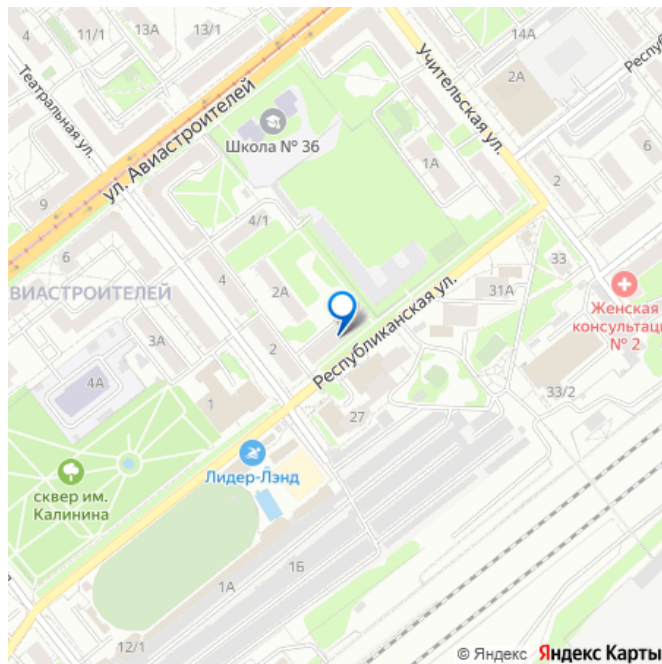 4
11/1
13А
13/1
14А
Республ
2А
Учительская ул.
Театральная ул.
ул. Авиастроителей
Школа № 36
1А
6
2
9
4/1
6
4
33
ВИАСТРОИТЕЛЕЙ
2А
31А
Женская
консультац
№ 2
Республиканская ул.
3А
2
4А
1
27
33/2
Лидер-Лэнд
сквер им.
Калинина
1А
1Б
12/1
© Яндекс Яндекс Карты